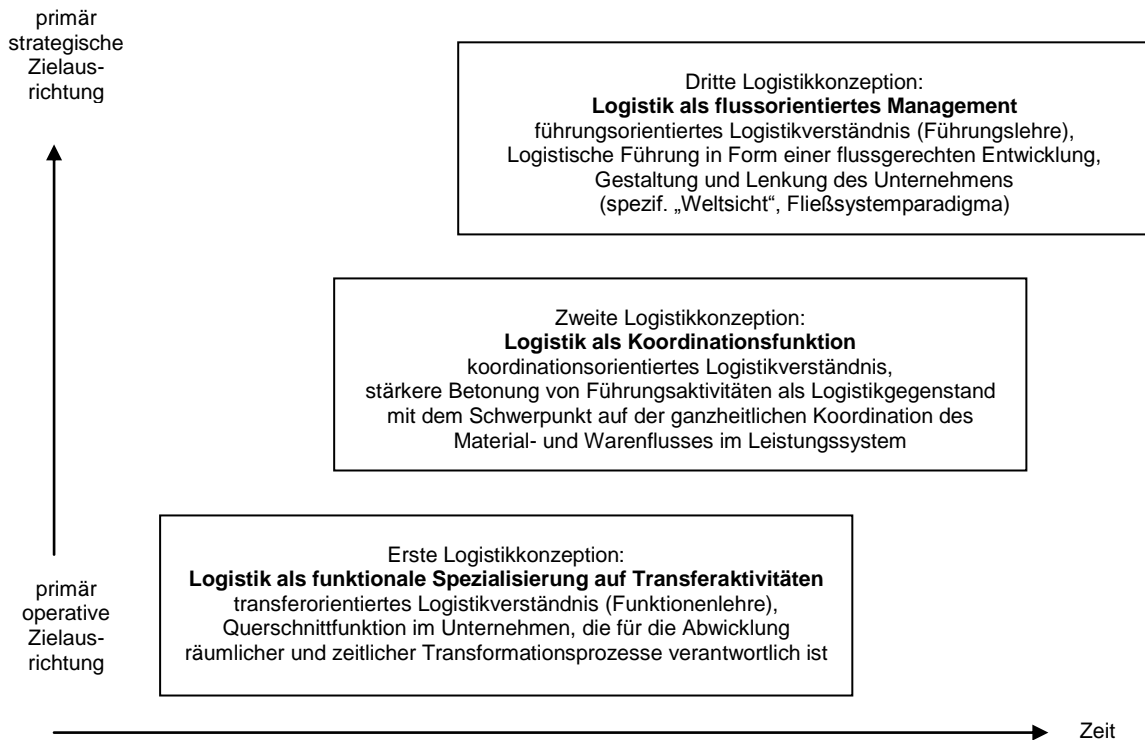 primär
strategische
Zielaus-
richtung
Dritte Logistikkonzeption:
Logistik als flussorientiertes Management
führungsorientiertes Logistikverständnis (Führungslehre),
Logistische Führung in Form einer flussgerechten Entwicklung,
Gestaltung und Lenkung des Unternehmens
(spezif. „Weltsicht“, Fließsystemparadigma)
Zweite Logistikkonzeption:
Logistik als Koordinationsfunktion
koordinationsorientiertes Logistikverständnis,
stärkere Betonung von Führungsaktivitäten als Logistikgegenstand
mit dem Schwerpunkt auf der ganzheitlichen Koordination des
Material- und Warenflusses im Leistungssystem
Erste Logistikkonzeption:
Logistik als funktionale Spezialisierung auf Transferaktivitäten
transferorientiertes Logistikverständnis (Funktionenlehre),
Querschnittfunktion im Unternehmen, die für die Abwicklung
räumlicher und zeitlicher Transformationsprozesse verantwortlich ist
primär
operative
Zielaus-
richtung
Zeit